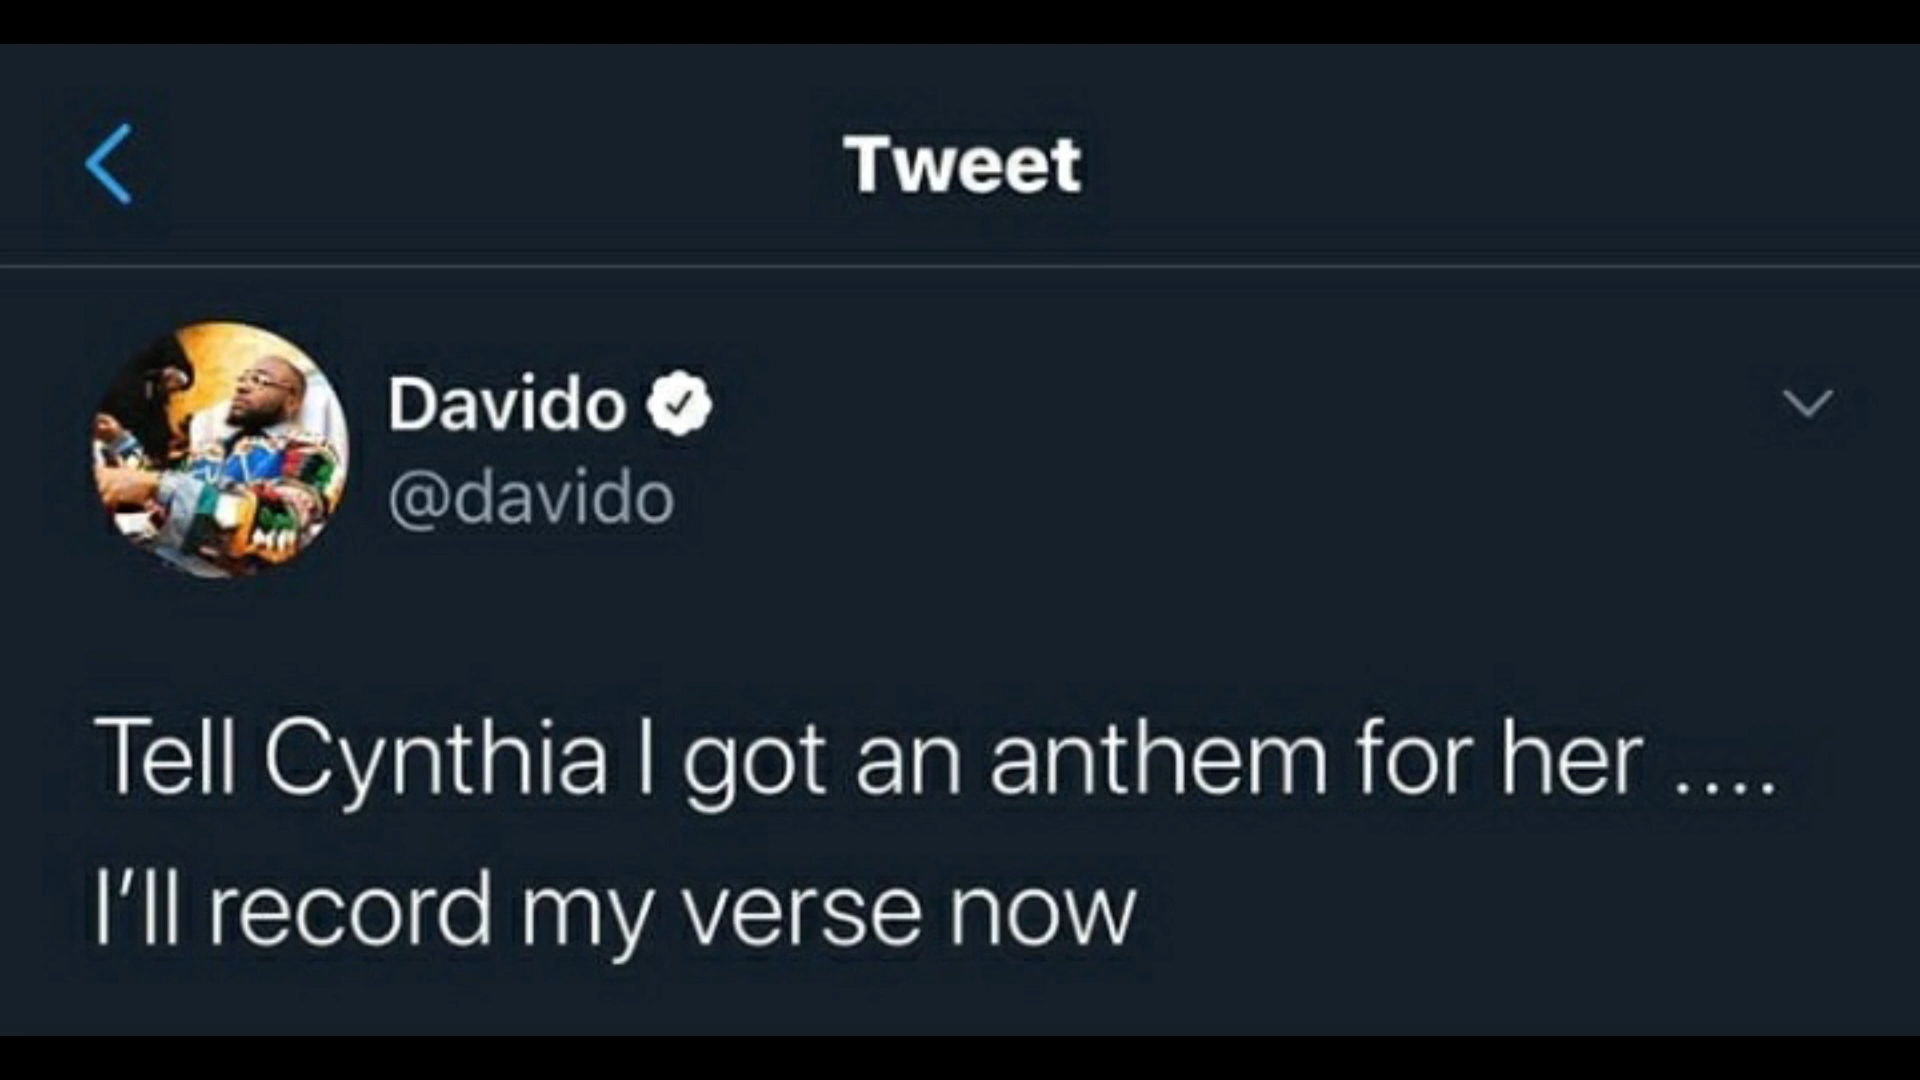 Tweet
Davido
@davido
Tell Cynthia I got an anthem for her ....
I’ll record my verse now